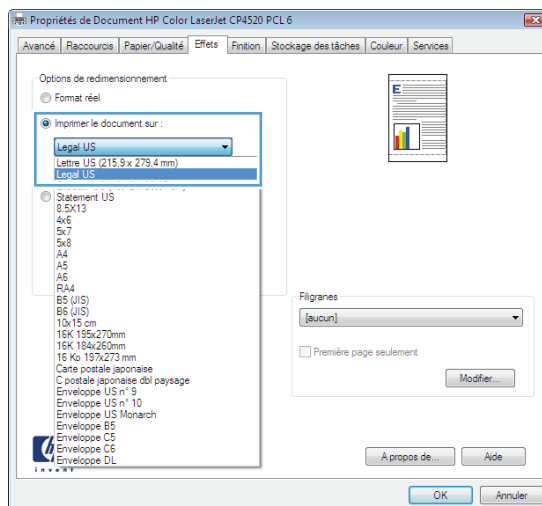 Propriétés de Document HP Color LaserJet CP4520 PCL 6
Avancé Raccourcis Papier/Qualité Effets Finition Stockage des tâches Couleur Services
Options de redimensionnement
Format réel
Imprimer le document sur :
Legal US
Lettre US (215,9 x 279,4 mm)
Legal US
Statement US
8.5X13
4x6
5x7
5x8
A4
A5
A6
RA4
B5 (JIS)
B6 (JIS)
10x15 cm
16K 195x270mm
16K 184x260mm
16 Ko 197x273 mm
Carte postale japonaise
C postale japonaise dbl paysage
Enveloppe US n° 9
Enveloppe US n° 10
Enveloppe US Monarch
Enveloppe B5
Enveloppe C5
Enveloppe C6
Enveloppe DL
E
Filigranes
[aucun]
Première page seulement
Modifier...
invent
A propos de...
Aide
OK
Annuler